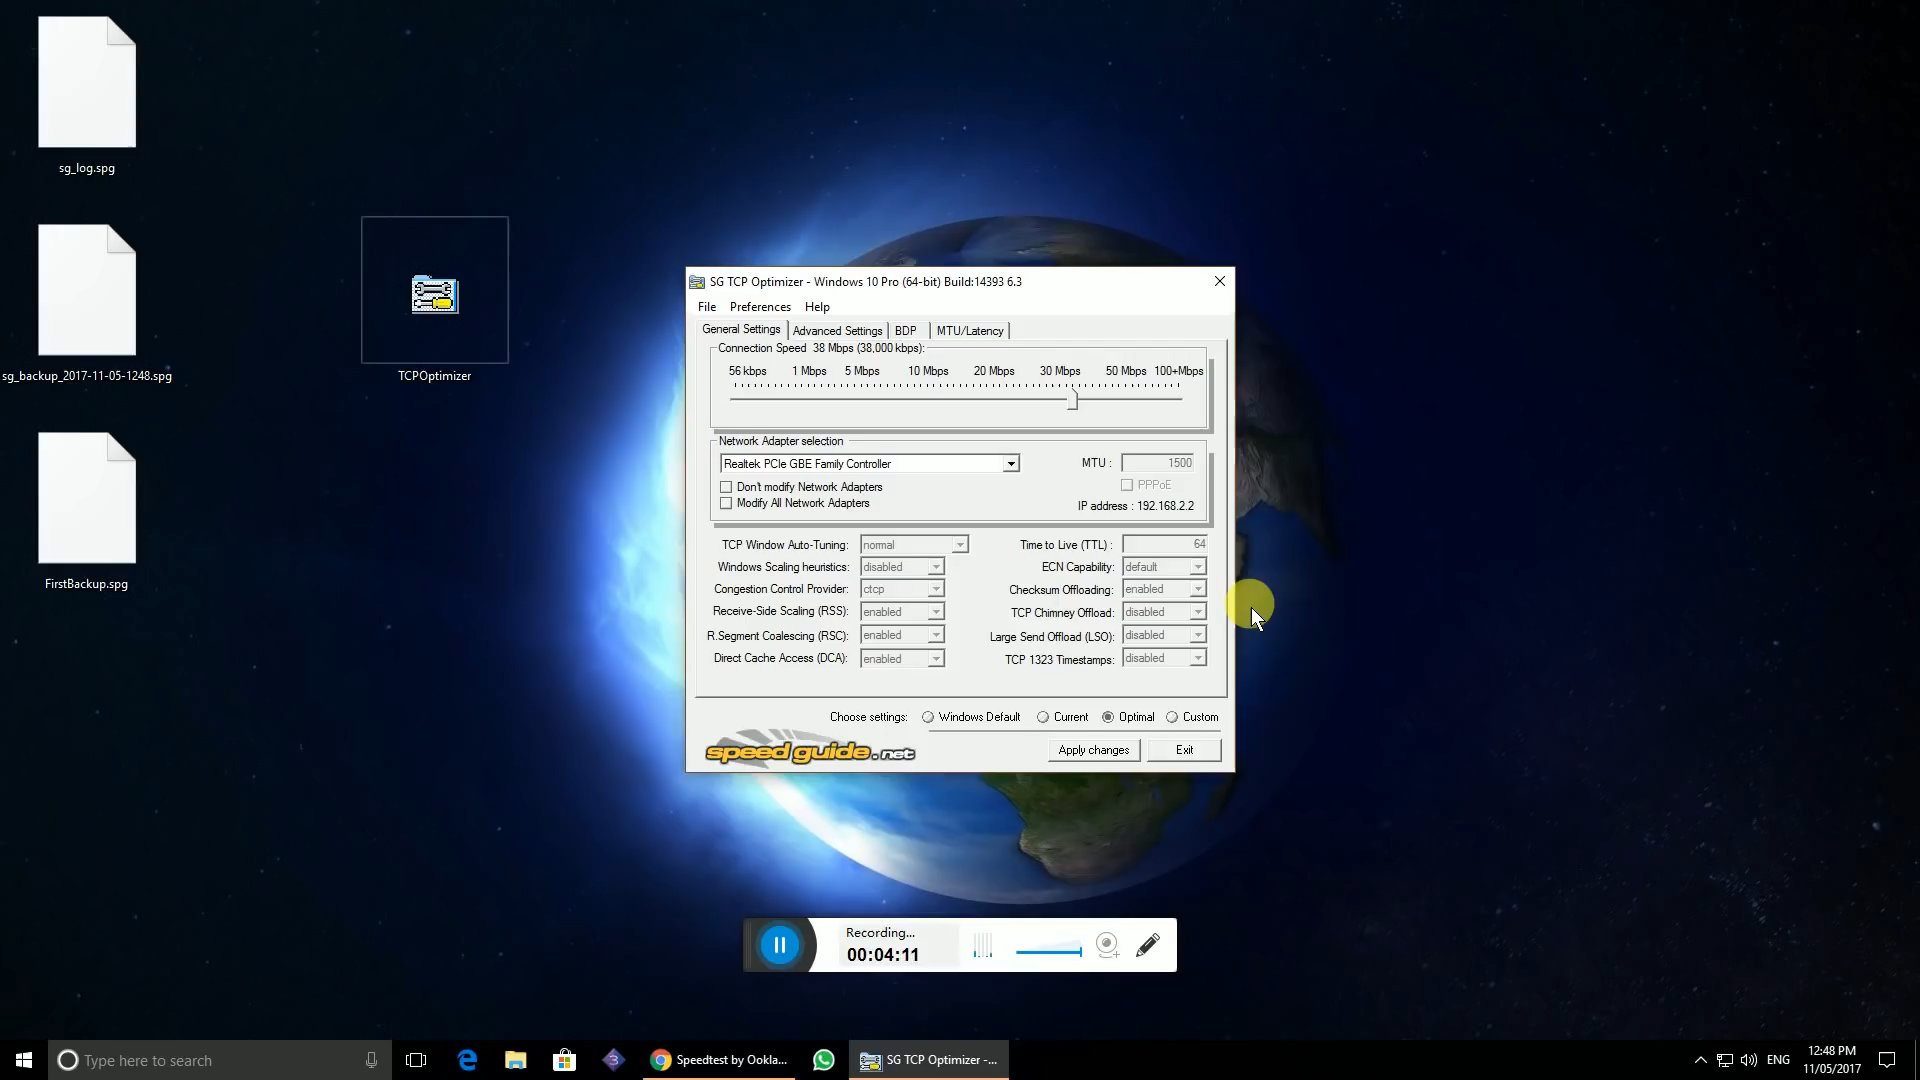 sg_log.spg
sg_backup_2017-11-05-1248.spg
FirstBackup.spg
TCPOptimizer
SG TCP Optimizer - Windows 10 Pro (64-bit) Build:14393 6.3
File Preferences Help
General Settings Advanced Settings BDP MTU/Latency
Connection Speed 38 Mbps (38,000 kbps):
56 kbps 1 Mbps 5 Mbps 10 Mbps 20 Mbps 30 Mbps 50 Mbps 100+Mbps
Network Adapter selection
Realtek PCIe GBE Family Controller MTU : 1500
Don't modify Network Adapters PPPoE
Modify All Network Adapters IP address : 192.168.2.2
TCP Window Auto-Tuning: normal Time to Live (TTL) : 64
Windows Scaling heuristics: disabled ECN Capability: default
Congestion Control Provider: ctcp Checksum Offloading: enabled
Receive-Side Scaling (RSS): enabled TCP Chimney Offload: disabled
R.Segment Coalescing (RSC): enabled Large Send Offload (LSO): disabled
Direct Cache Access (DCA): enabled TCP 1323 Timestamps: disabled
Choose settings: Windows Default Current Optimal Custom
speedguide.net Apply changes Exit
Recording...
00:04:11
Type here to search
3
Speedtest by Ookla...
SG TCP Optimizer -...
ENG
12:48 PM
11/05/2017